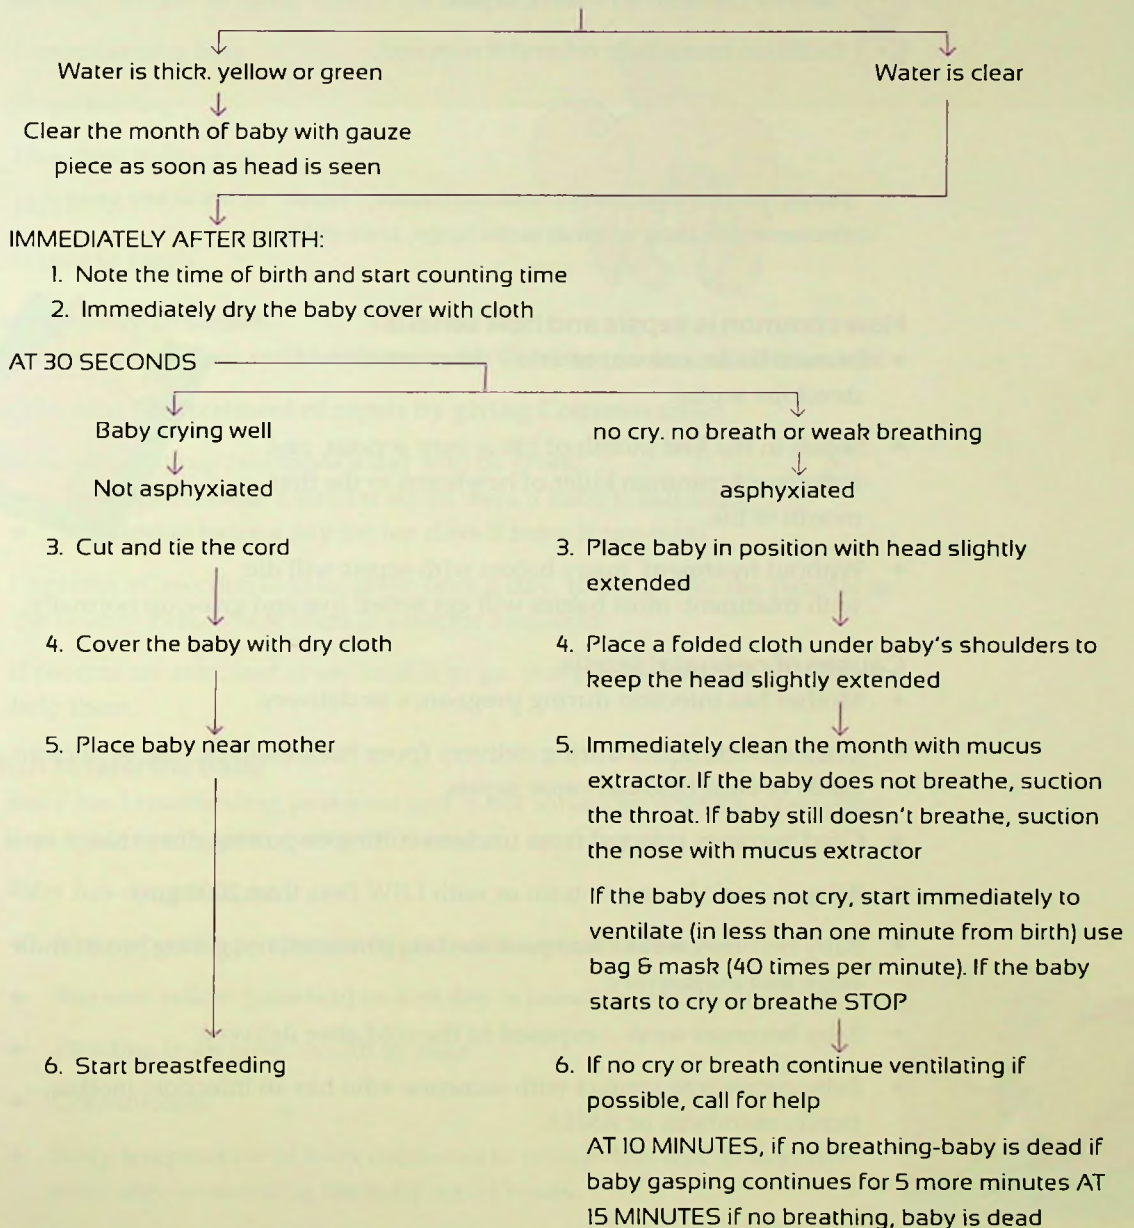 Water is thick. yellow or green
Water is clear
Clear the month of baby with gauze
piece as soon as head is seen
IMMEDIATELY AFTER BIRTH:
1. Note the time of birth and start counting time
2. Immediately dry the baby cover with cloth
AT 30 SECONDS
Baby crying well
Not asphyxiated
3. Cut and tie the cord
4. Cover the baby with dry cloth
5. Place baby near mother
6. Start breastfeeding
no cry. no breath or weak breathing
asphyxiated
3. Place baby in position with head slightly
extended
4. Place a folded cloth under baby's shoulders to
keep the head slightly extended
5. Immediately clean the month with mucus
extractor. If the baby does not breathe, suction
the throat. If baby still doesn't breathe, suction
the nose with mucus extractor
If the baby does not cry, start immediately to
ventilate (in less than one minute from birth) use
bag & mask (40 times per minute). If the baby
starts to cry or breathe STOP
6. If no cry or breath continue ventilating if
possible, call for help
AT 10 MINUTES, if no breathing-baby is dead if
baby gasping continues for 5 more minutes AT
15 MINUTES if no breathing, baby is dead